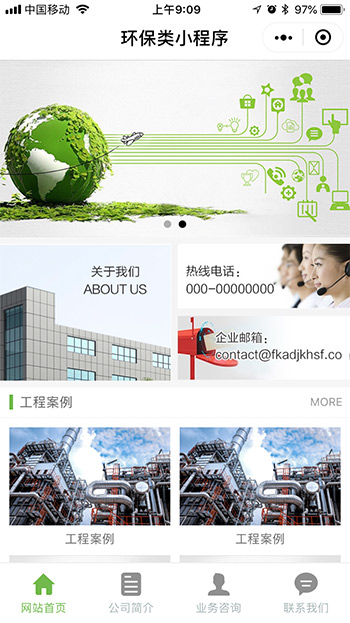 中国移动
上午9:09
97%
环保类小程序
关于我们
ABOUT US
热线电话：
000-00000000
企业邮箱：
contact@fkadjkhsf.co
工程案例
MORE
工程案例
工程案例
网站首页
公司简介
业务咨询
联系我们